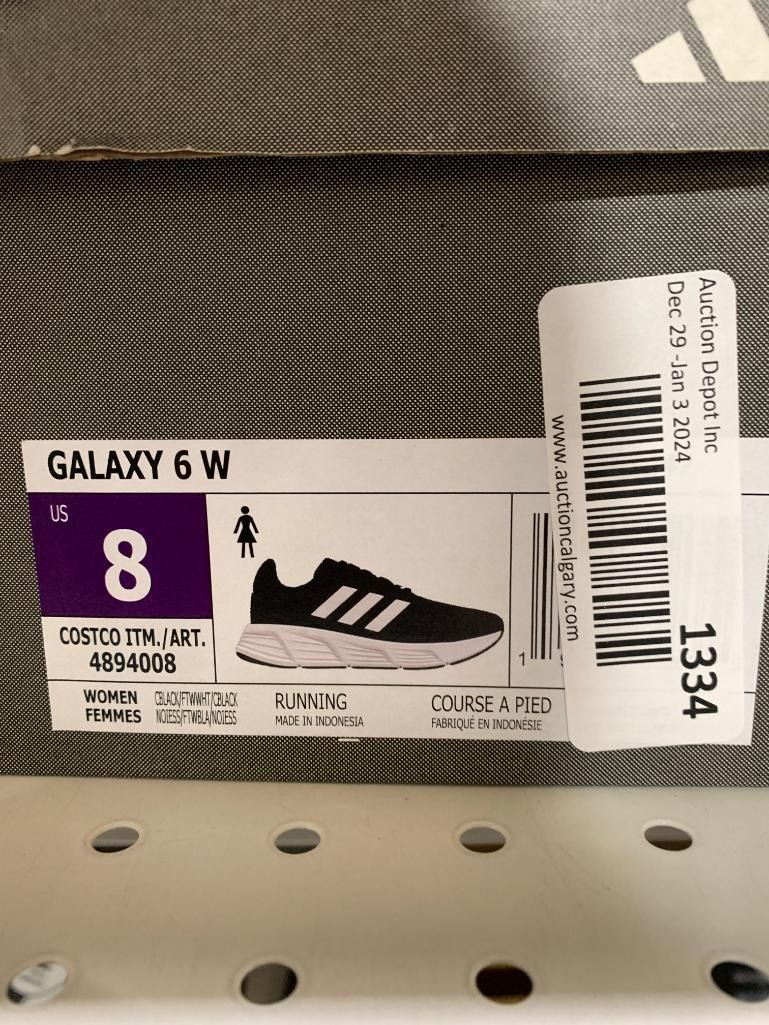 GALAXY 6 W
US
8
COSTCO ITM./ART.
4894008
WOMEN
FEMMES
CBLACK/FTWWHT/CBLACK
NOIESS/FTWBLA/NOIESS
RUNNING
MADE IN INDONESIA
COURSE A PIED
FABRIQUÉ EN INDONÉSIE
1
Auction Depot Inc
Dec 29 -Jan 3 2024
www.auctioncalgary.com
1334